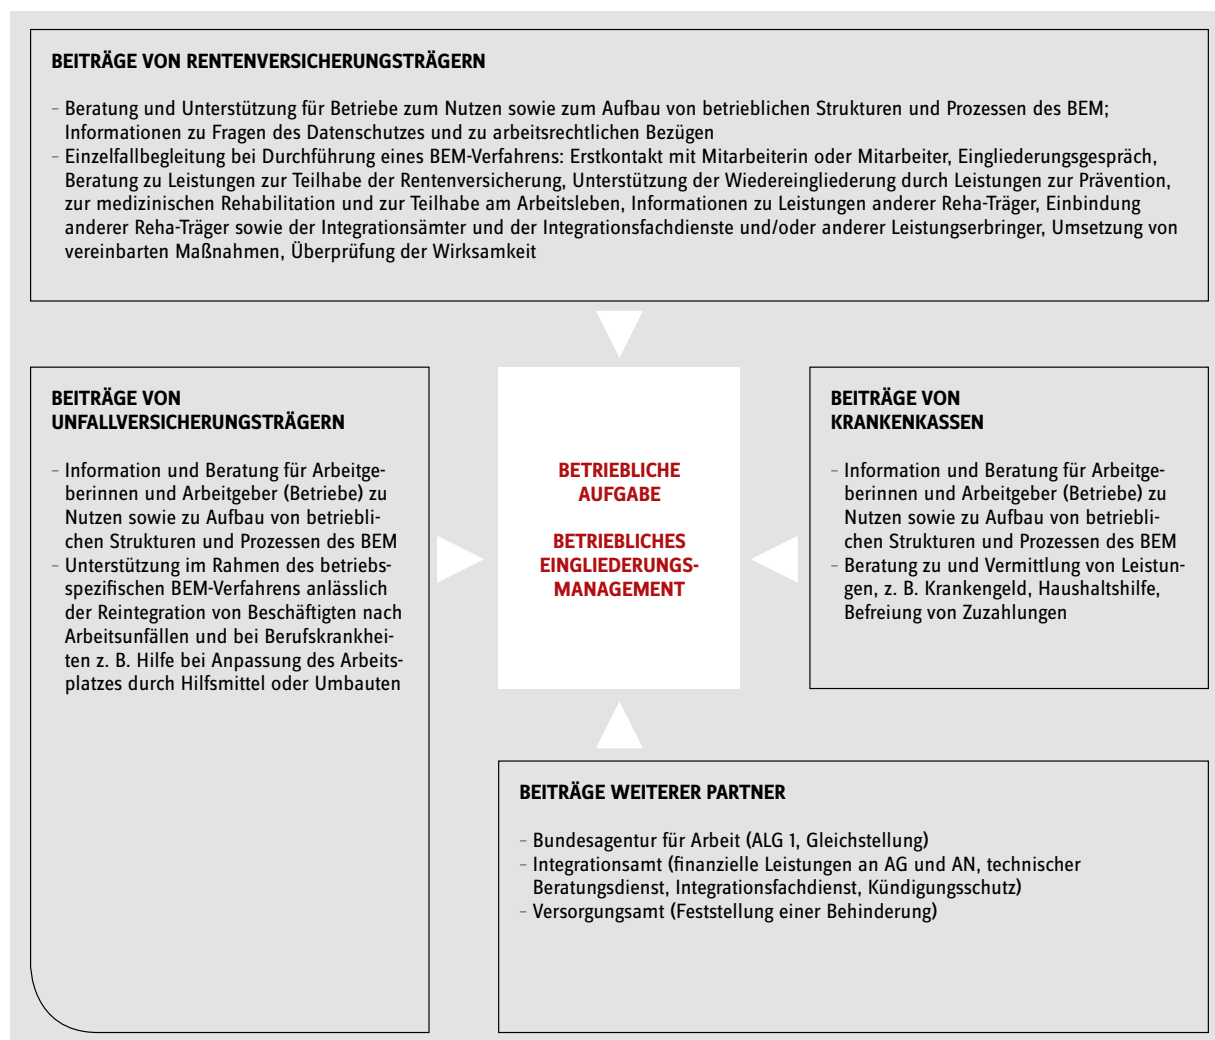 BEITRÄGE VON RENTENVERSICHERUNGSTRÄGERN
– Beratung und Unterstützung für Betriebe zum Nutzen sowie zum Aufbau von betrieblichen Strukturen und Prozessen des BEM;
Informationen zu Fragen des Datenschutzes und zu arbeitsrechtlichen Bezügen
– Einzelfallbegleitung bei Durchführung eines BEM-Verfahrens: Erstkontakt mit Mitarbeiterin oder Mitarbeiter, Eingliederungsgespräch,
Beratung zu Leistungen zur Teilhabe der Rentenversicherung, Unterstützung der Wiedereingliederung durch Leistungen zur Prävention,
zur medizinischen Rehabilitation und zur Teilhabe am Arbeitsleben, Informationen zu Leistungen anderer Reha-Träger, Einbindung
anderer Reha-Träger sowie der Integrationsämter und der Integrationsfachdienste und/oder anderer Leistungserbringer, Umsetzung von
vereinbarten Maßnahmen, Überprüfung der Wirksamkeit
BEITRÄGE VON
UNFALLVERSICHERUNGSTRÄGERN
– Information und Beratung für Arbeitge-
berinnen und Arbeitgeber (Betriebe) zu
Nutzen sowie zu Aufbau von betriebli-
chen Strukturen und Prozessen des BEM
– Unterstützung im Rahmen des betriebs-
spezifischen BEM-Verfahrens anlässlich
der Reintegration von Beschäftigten nach
Arbeitsunfällen und bei Berufskrankhei-
ten z. B. Hilfe bei Anpassung des Arbeits-
platzes durch Hilfsmittel oder Umbauten
BETRIEBLICHE
AUFGABE
BETRIEBLICHES
EINGLIEDERUNGS-
MANAGEMENT
BEITRÄGE VON
KRANKENKASSEN
– Information und Beratung für Arbeitge-
berinnen und Arbeitgeber (Betriebe) zu
Nutzen sowie zu Aufbau von betriebli-
chen Strukturen und Prozessen des BEM
– Beratung zu und Vermittlung von Leistun-
gen, z. B. Krankengeld, Haushaltshilfe,
Befreiung von Zuzahlungen
BEITRÄGE WEITERER PARTNER
– Bundesagentur für Arbeit (ALG 1, Gleichstellung)
– Integrationsamt (finanzielle Leistungen an AG und AN, technischer
Beratungsdienst, Integrationsfachdienst, Kündigungsschutz)
– Versorgungsamt (Feststellung einer Behinderung)